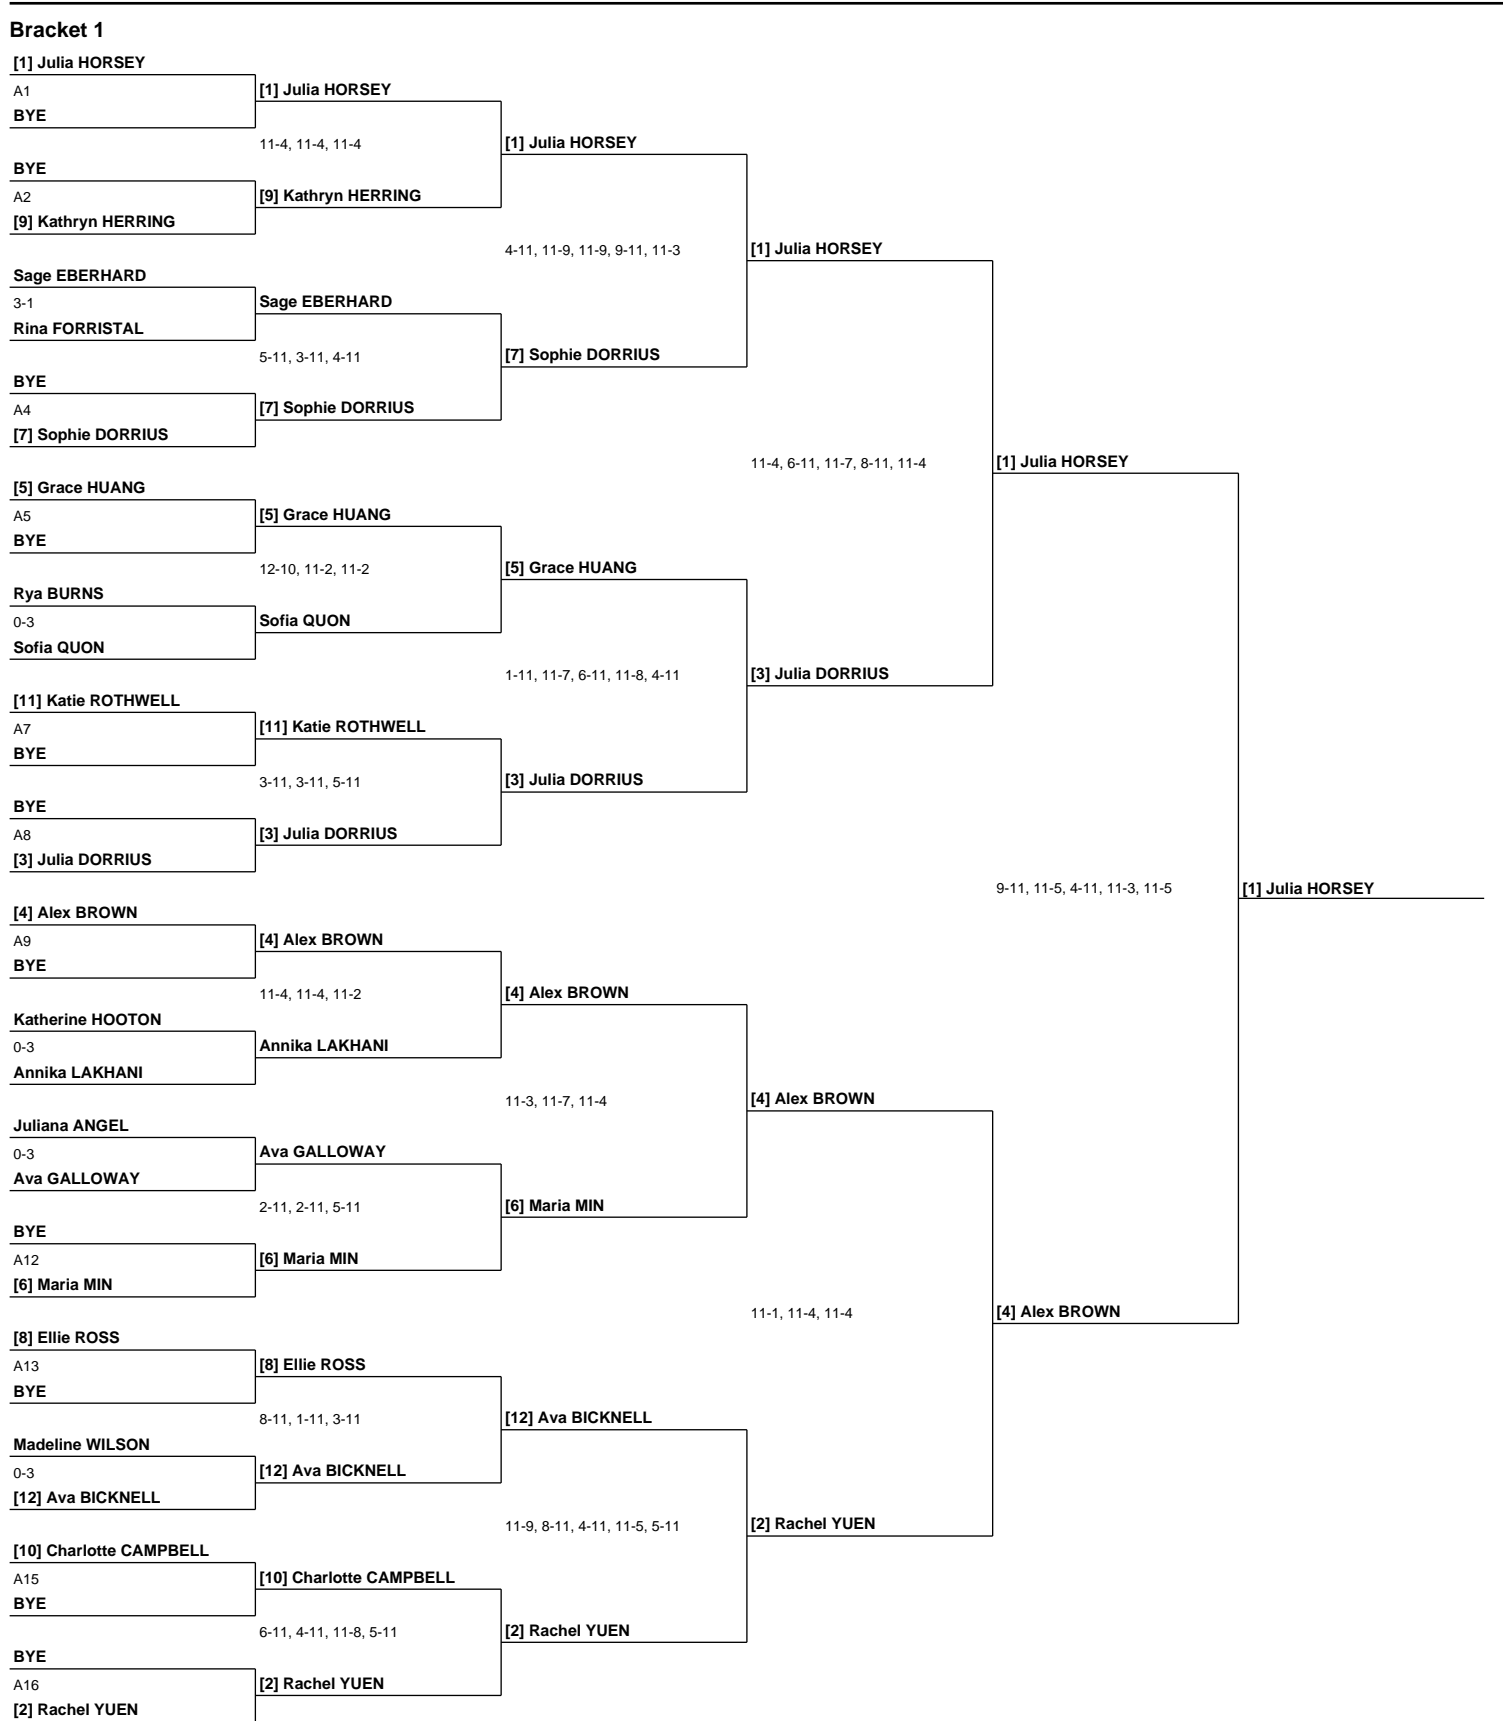 Bracket 1
[1] Julia HORSEY
A1
BYE
[1] Julia HORSEY
11-4, 11-4, 11-4
[1] Julia HORSEY
BYE
A2
[9] Kathryn HERRING
[9] Kathryn HERRING
4-11, 11-9, 11-9, 9-11, 11-3
[1] Julia HORSEY
Sage EBERHARD
3-1
Rina FORRISTAL
Sage EBERHARD
5-11, 3-11, 4-11
[7] Sophie DORRIUS
BYE
A4
[7] Sophie DORRIUS
[7] Sophie DORRIUS
11-4, 6-11, 11-7, 8-11, 11-4
[1] Julia HORSEY
[5] Grace HUANG
A5
BYE
[5] Grace HUANG
12-10, 11-2, 11-2
[5] Grace HUANG
Rya BURNS
0-3
Sofia QUON
Sofia QUON
1-11, 11-7, 6-11, 11-8, 4-11
[3] Julia DORRIUS
[11] Katie ROTHWELL
A7
BYE
[11] Katie ROTHWELL
3-11, 3-11, 5-11
[3] Julia DORRIUS
BYE
A8
[3] Julia DORRIUS
[3] Julia DORRIUS
9-11, 11-5, 4-11, 11-3, 11-5
[1] Julia HORSEY
[4] Alex BROWN
A9
BYE
[4] Alex BROWN
11-4, 11-4, 11-2
[4] Alex BROWN
Katherine HOOTON
0-3
Annika LAKHANI
Annika LAKHANI
11-3, 11-7, 11-4
[4] Alex BROWN
Juliana ANGEL
0-3
Ava GALLOWAY
Ava GALLOWAY
2-11, 2-11, 5-11
[6] Maria MIN
BYE
A12
[6] Maria MIN
[6] Maria MIN
11-1, 11-4, 11-4
[4] Alex BROWN
[8] Ellie ROSS
A13
BYE
[8] Ellie ROSS
8-11, 1-11, 3-11
[12] Ava BICKNELL
Madeline WILSON
0-3
[12] Ava BICKNELL
[12] Ava BICKNELL
11-9, 8-11, 4-11, 11-5, 5-11
[2] Rachel YUEN
[10] Charlotte CAMPBELL
A15
BYE
[10] Charlotte CAMPBELL
6-11, 4-11, 11-8, 5-11
[2] Rachel YUEN
BYE
A16
[2] Rachel YUEN
[2] Rachel YUEN